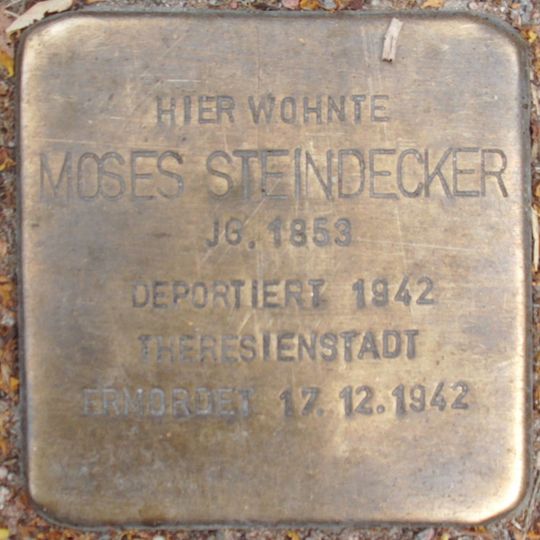 HIER WOHNTE
MOSES STEINDECKER
JG. 1853
DEPORTIERT 1942
THERESIENSTADT
ERMORDET 17.12.1942